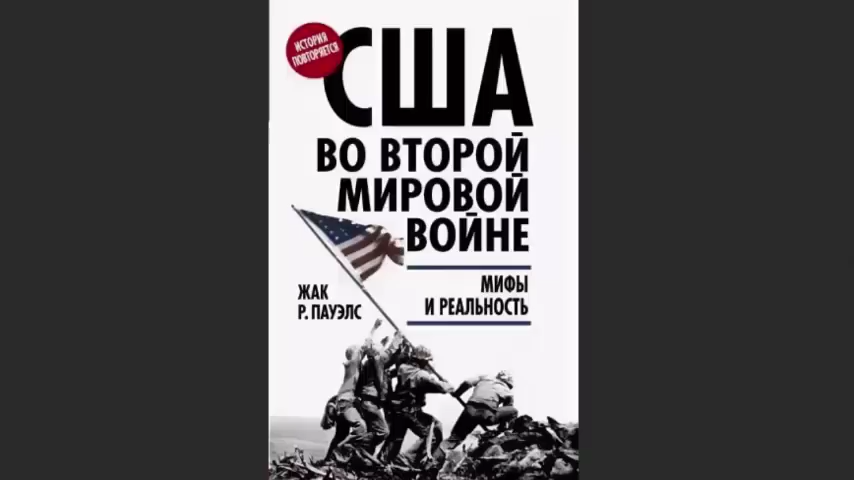 ИСТОРИЯ
ПОВТОРЯЕТСЯ
США
ВО ВТОРОЙ
МИРОВОЙ
ВОЙНЕ
МИФЫ
И РЕАЛЬНОСТЬ
ЖАК
Р. ПАУЭЛС